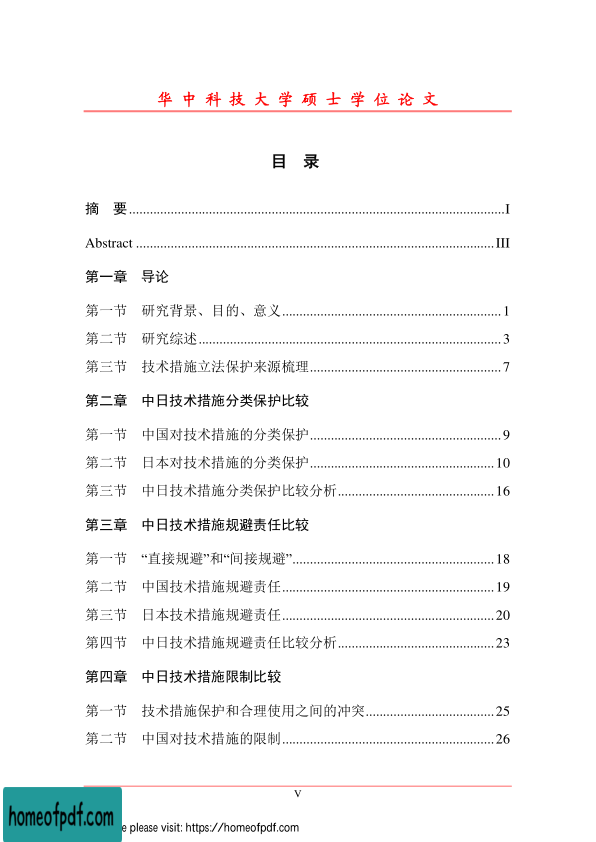 华中科技大学硕士学位论文
目 录
摘 要......I
Abstract......III
第一章 导论
第一节 研究背景、目的、意义......1
第二节 研究综述......3
第三节 技术措施立法保护来源梳理......7
第二章 中日技术措施分类保护比较
第一节 中国对技术措施的分类保护......9
第二节 日本对技术措施的分类保护......10
第三节 中日技术措施分类保护比较分析......16
第三章 中日技术措施规避责任比较
第一节 “直接规避”和“间接规避”......18
第二节 中国技术措施规避责任......19
第三节 日本技术措施规避责任......20
第四节 中日技术措施规避责任比较分析......23
第四章 中日技术措施限制比较
第一节 技术措施保护和合理使用之间的冲突......25
第二节 中国对技术措施的限制......26
V
homeofpdf.com
please visit: https://homeofpdf.com